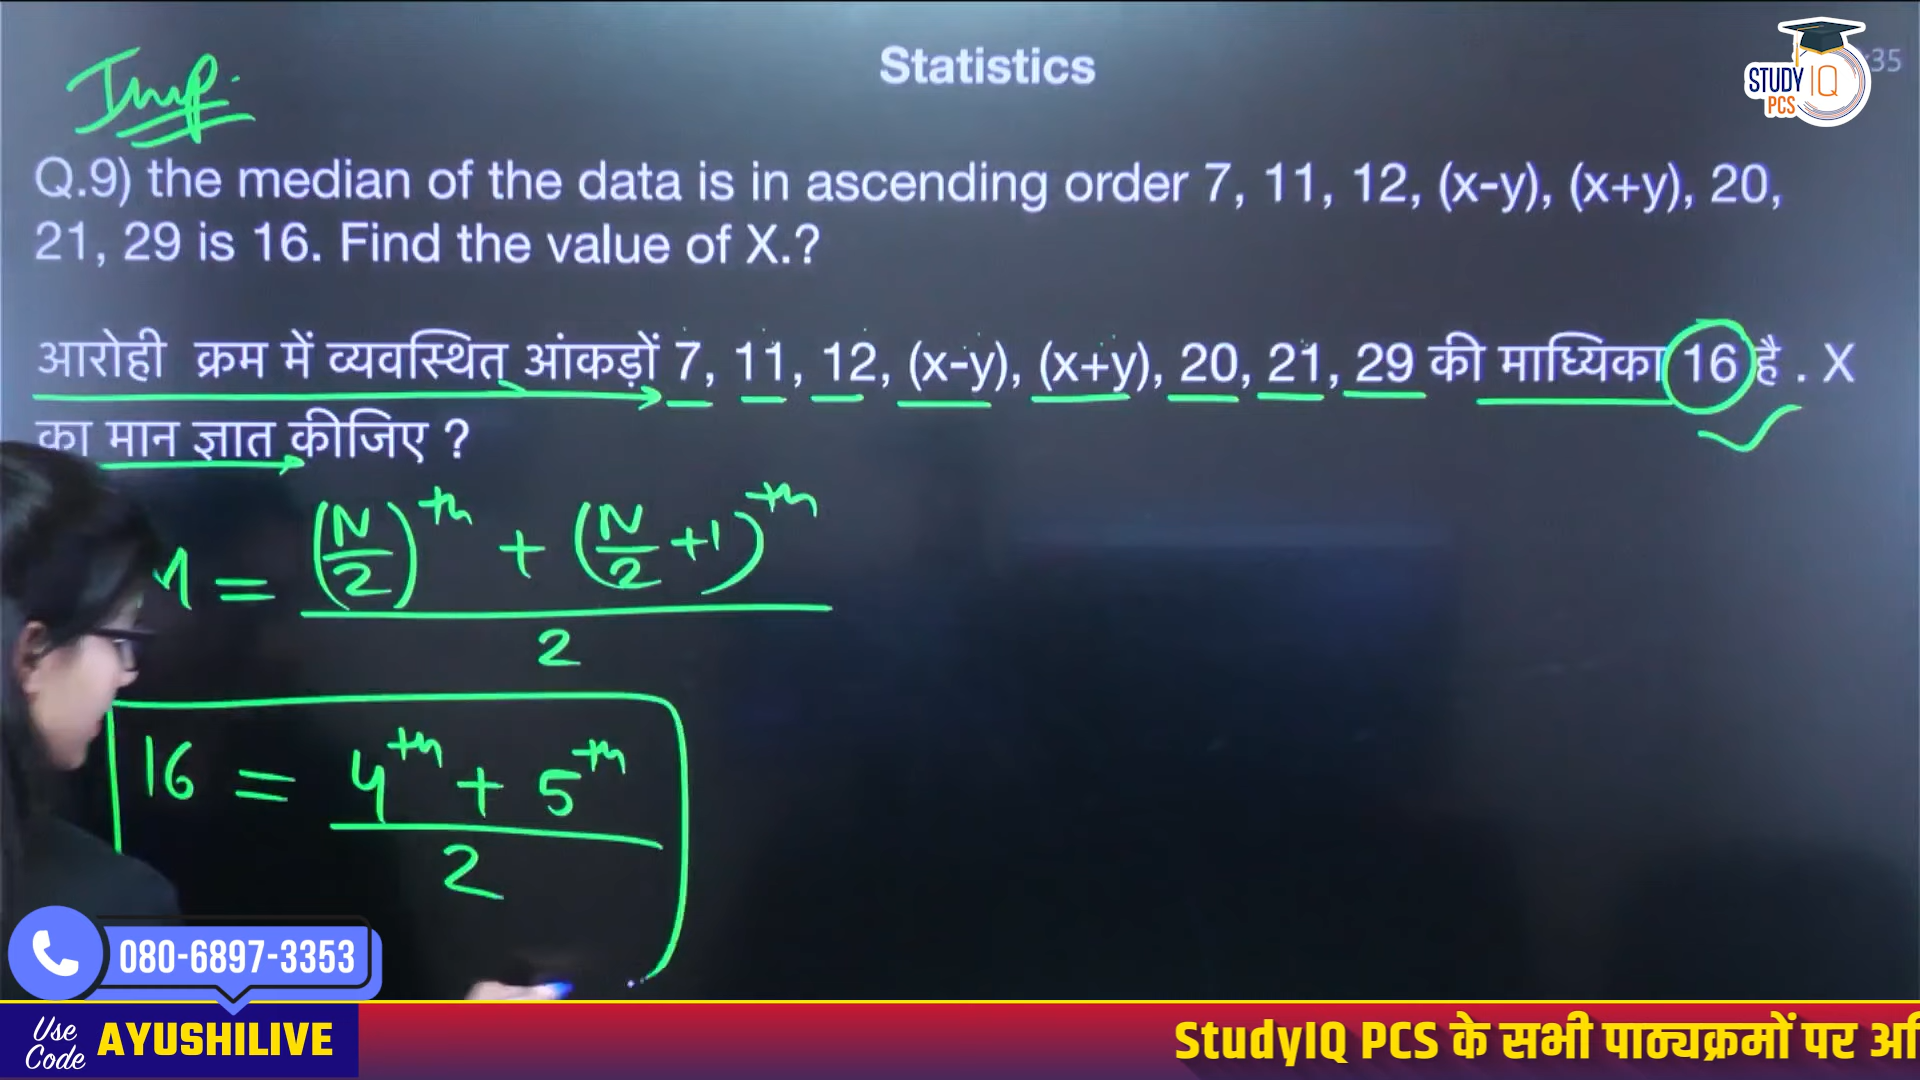 Statistics
:35
STUDY IQ
PCS
Imp.
Q.9) the median of the data is in ascending order 7, 11, 12, (x-y), (x+y), 20,
21, 29 is 16. Find the value of X.?
आरोही क्रम में व्यवस्थित आंकड़ों 7, 11, 12, (x-y), (x+y), 20, 21, 29 की माध्यिका 16 है . X
का मान ज्ञात कीजिए ?
= (N/2)th + (N/2 +1)th
2
16 = 4th + 5th
2
080-6897-3353
Use Code AYUSHILIVE
StudyIQ PCS के सभी पाठ्यक्रमों पर